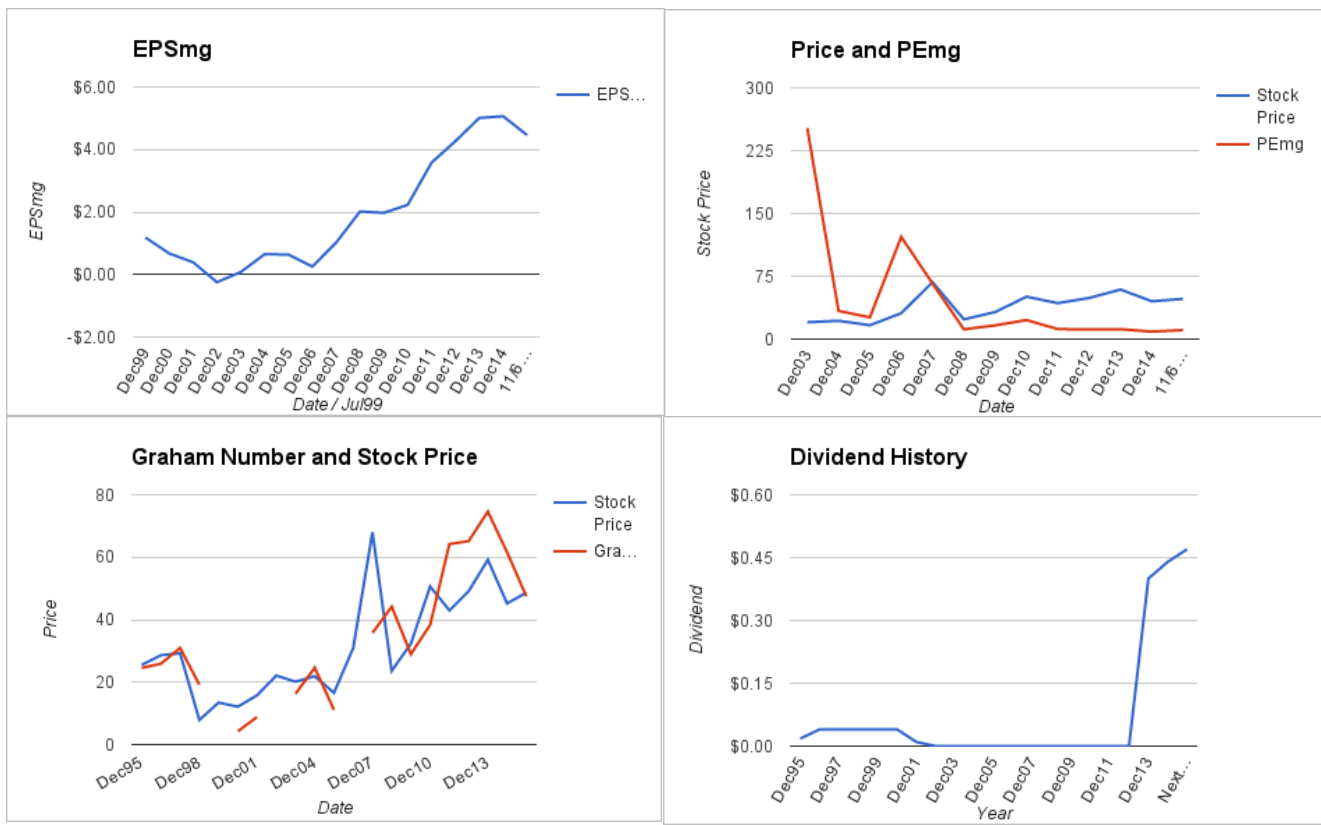 EPSmg
$6.00
$4.00
$2.00
$0.00
-$2.00
EPSmg
EPS...
Dec99
Dec00
Dec01
Dec02
Dec03
Dec04
Dec05
Dec06
Dec07
Dec08
Dec09
Dec10
Dec11
Dec12
Dec13
Dec14
11/6...
Date / Jul99
Price and PEmg
300
225
150
75
0
Stock Price
Stock
Price
PEmg
Dec03
Dec04
Dec05
Dec06
Dec07
Dec08
Dec09
Dec10
Dec11
Dec12
Dec13
Dec14
11/6...
Date
Graham Number and Stock Price
80
60
40
20
0
Price
Stock
Price
Gra...
Dec95
Dec98
Dec01
Dec04
Dec07
Dec10
Dec13
Date
Dividend History
$0.60
$0.45
$0.30
$0.15
$0.00
Dividend
Dec95
Dec97
Dec99
Dec01
Dec03
Dec05
Dec07
Dec09
Dec11
Dec13
Next...
Year